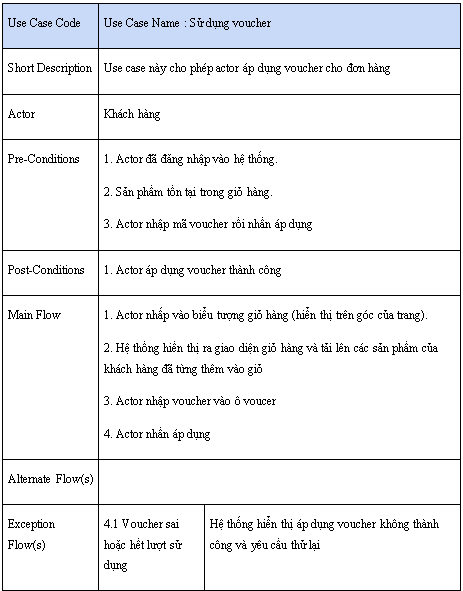 Use Case Code Use Case Name : Sử dụng voucher
Short Description Use case này cho phép actor áp dụng voucher cho đơn hàng
Actor Khách hàng
Pre-Conditions 1. Actor đã đăng nhập vào hệ thống.
2. Sản phẩm tồn tại trong giỏ hàng.
3. Actor nhập mã voucher rồi nhấn áp dụng
Post-Conditions 1. Actor áp dụng voucher thành công
Main Flow 1. Actor nhấp vào biểu tượng giỏ hàng (hiển thị trên góc của trang).
2. Hệ thống hiển thị ra giao diện giỏ hàng và tải lên các sản phẩm của
khách hàng đã từng thêm vào giỏ
3. Actor nhập voucher vào ô voucer
4. Actor nhấn áp dụng
Alternate Flow(s)
Exception
Flow(s)
4.1 Voucher sai
hoặc hết lượt sử
dụng
Hệ thống hiển thị áp dụng voucher không thành
công và yêu cầu thử lại